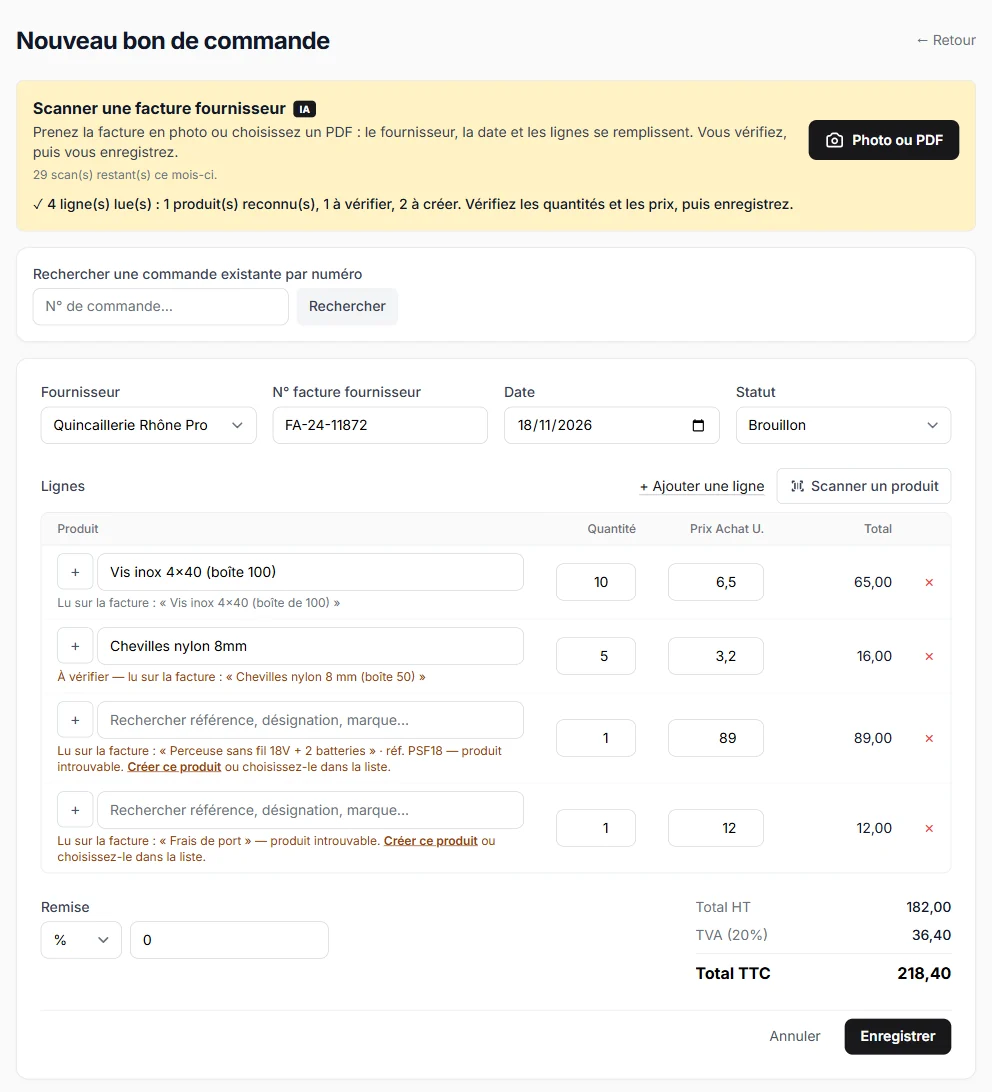 Nouveau bon de commande
← Retour
Scanner une facture fournisseur IA
Prenez la facture en photo ou choisissez un PDF : le fournisseur, la date et les lignes se remplissent. Vous vérifiez,
puis vous enregistrez.
29 scan(s) restant(s) ce mois-ci.
Photo ou PDF
✓ 4 ligne(s) lue(s) : 1 produit(s) reconnu(s), 1 à vérifier, 2 à créer. Vérifiez les quantités et les prix, puis enregistrez.
Rechercher une commande existante par numéro
N° de commande...
Rechercher
Fournisseur
N° facture fournisseur
Date
Statut
Quincaillerie Rhône Pro
FA-24-11872
18/11/2026
Brouillon
Lignes
+ Ajouter une ligne
Scanner un produit
Produit
Quantité
Prix Achat U.
Total
+ Vis inox 4×40 (boîte 100)
10
6,5
65,00
×
Lu sur la facture : « Vis inox 4×40 (boîte de 100) »
+ Chevilles nylon 8mm
5
3,2
16,00
×
À vérifier — lu sur la facture : « Chevilles nylon 8 mm (boîte 50) »
+ Rechercher référence, désignation, marque...
1
89
89,00
×
Lu sur la facture : « Perceuse sans fil 18V + 2 batteries » · réf. PSF18 — produit
introuvable. Créer ce produit ou choisissez-le dans la liste.
+ Rechercher référence, désignation, marque...
1
12
12,00
×
Lu sur la facture : « Frais de port » — produit introuvable. Créer ce produit ou
choisissez-le dans la liste.
Remise
% 0
Total HT 182,00
TVA (20%) 36,40
Total TTC 218,40
Annuler
Enregistrer